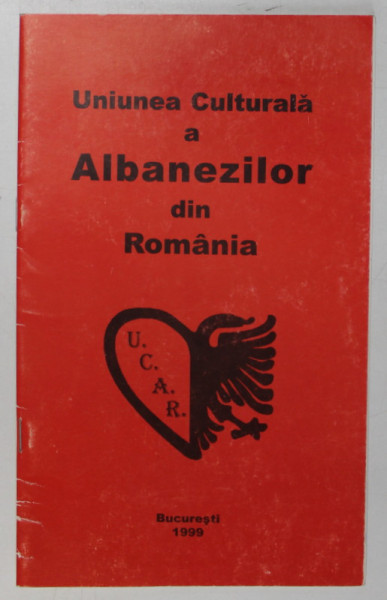 Uniunea Culturală
a
Albanezilor
din
România
U.
C.
A.
R.
Bucureşti
1999